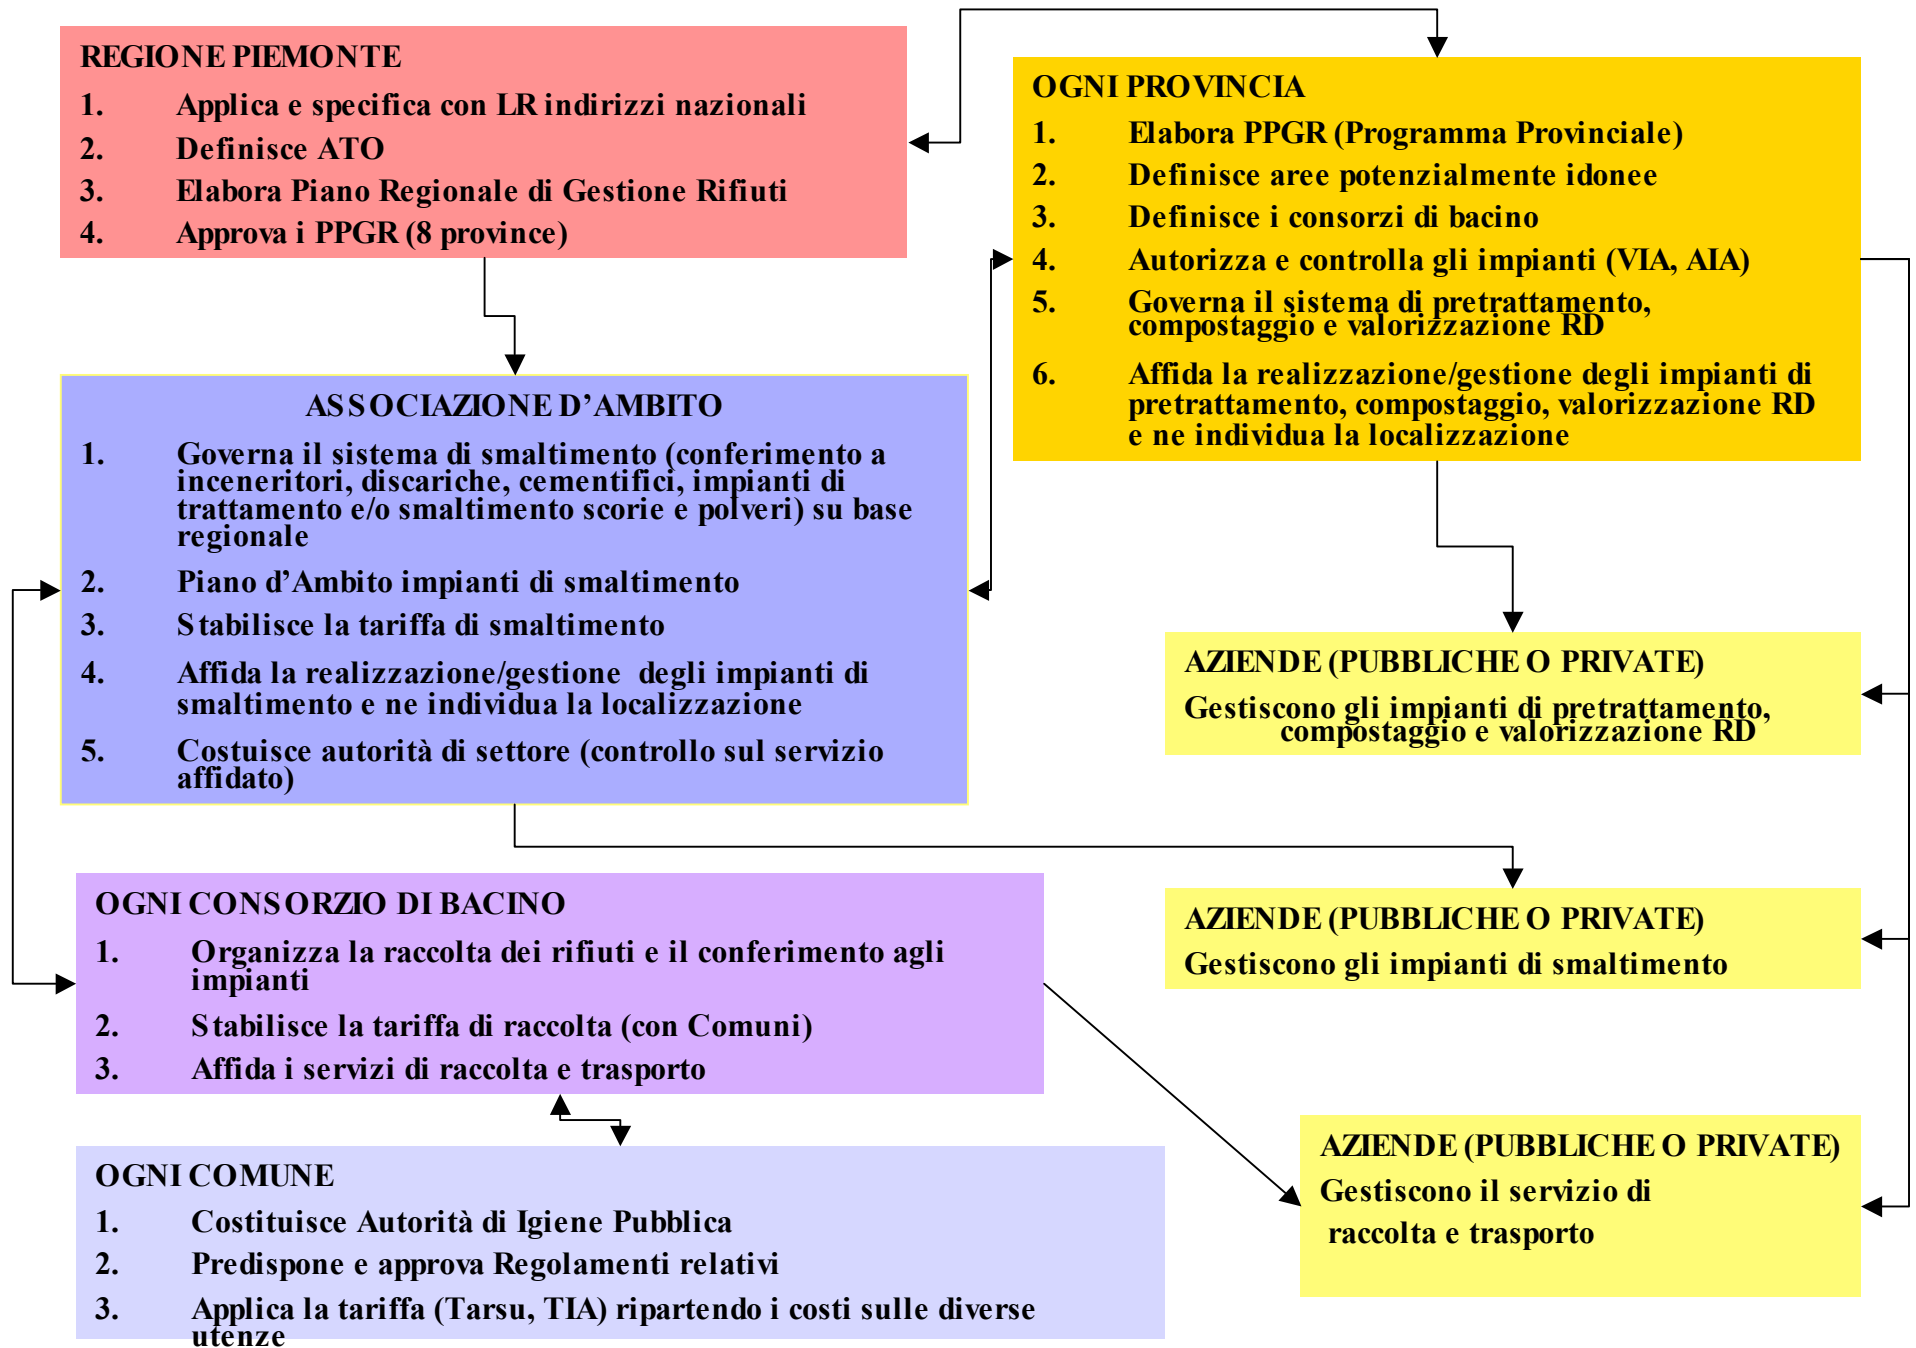 REGIONE PIEMONTE
1. Applica e specifica con LR indirizzi nazionali
2. Definisce ATO
3. Elabora Piano Regionale di Gestione Rifiuti
4. Approva i PPGR (8 province)
OGNI PROVINCIA
1. Elabora PPGR (Programma Provinciale)
2. Definisce aree potenzialmente idonee
3. Definisce i consorzi di bacino
4. Autorizza e controlla gli impianti (VIA, AIA)
5. Governa il sistema di pretrattamento,
compostaggio e valorizzazione RD
6. Affida la realizzazione/gestione degli impianti di
pretrattamento, compostaggio, valorizzazione RD
e ne individua la localizzazione
ASSOCIAZIONE D’AMBITO
1. Governa il sistema di smaltimento (conferimento a
inceneritori, discariche, cementifici, impianti di
trattamento e/o smaltimento scorie e polveri) su base
regionale
2. Piano d’Ambito impianti di smaltimento
3. Stabilisce la tariffa di smaltimento
4. Affida la realizzazione/gestione degli impianti di
smaltimento e ne individua la localizzazione
5. Costuisce autorità di settore (controllo sul servizio
affidato)
AZIENDE (PUBBLICHE O PRIVATE)
Gestiscono gli impianti di pretrattamento,
compostaggio e valorizzazione RD
OGNI CONSORZIO DI BACINO
1. Organizza la raccolta dei rifiuti e il conferimento agli
impianti
2. Stabilisce la tariffa di raccolta (con Comuni)
3. Affida i servizi di raccolta e trasporto
AZIENDE (PUBBLICHE O PRIVATE)
Gestiscono gli impianti di smaltimento
OGNI COMUNE
1. Costituisce Autorità di Igiene Pubblica
2. Predispone e approva Regolamenti relativi
3. Applica la tariffa (Tarsu, TIA) ripartendo i costi sulle diverse
utenze
AZIENDE (PUBBLICHE O PRIVATE)
Gestiscono il servizio di
raccolta e trasporto